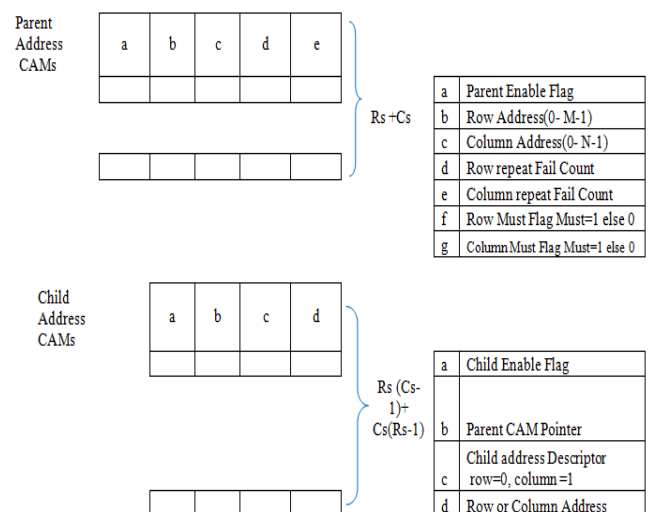 Parent
Address
CAMs
a b c d e
Rs +Cs
a Parent Enable Flag
b Row Address(0- M-1)
c Column Address(0- N-1)
d Row repeat Fail Count
e Column repeat Fail Count
f Row Must Flag Must=1 else 0
g Column Must Flag Must=1 else 0
Child
Address
CAMs
a b c d
Rs (Cs-
1)+
Cs(Rs-1)
a Child Enable Flag
b Parent CAM Pointer
Child address Descriptor
c row=0, column =1
d Row or Column Address